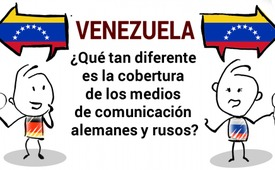 VENEZUELA
¿Qué tan diferente
es la cobertura
de los medios
de comunicación
alemanes y rusos?